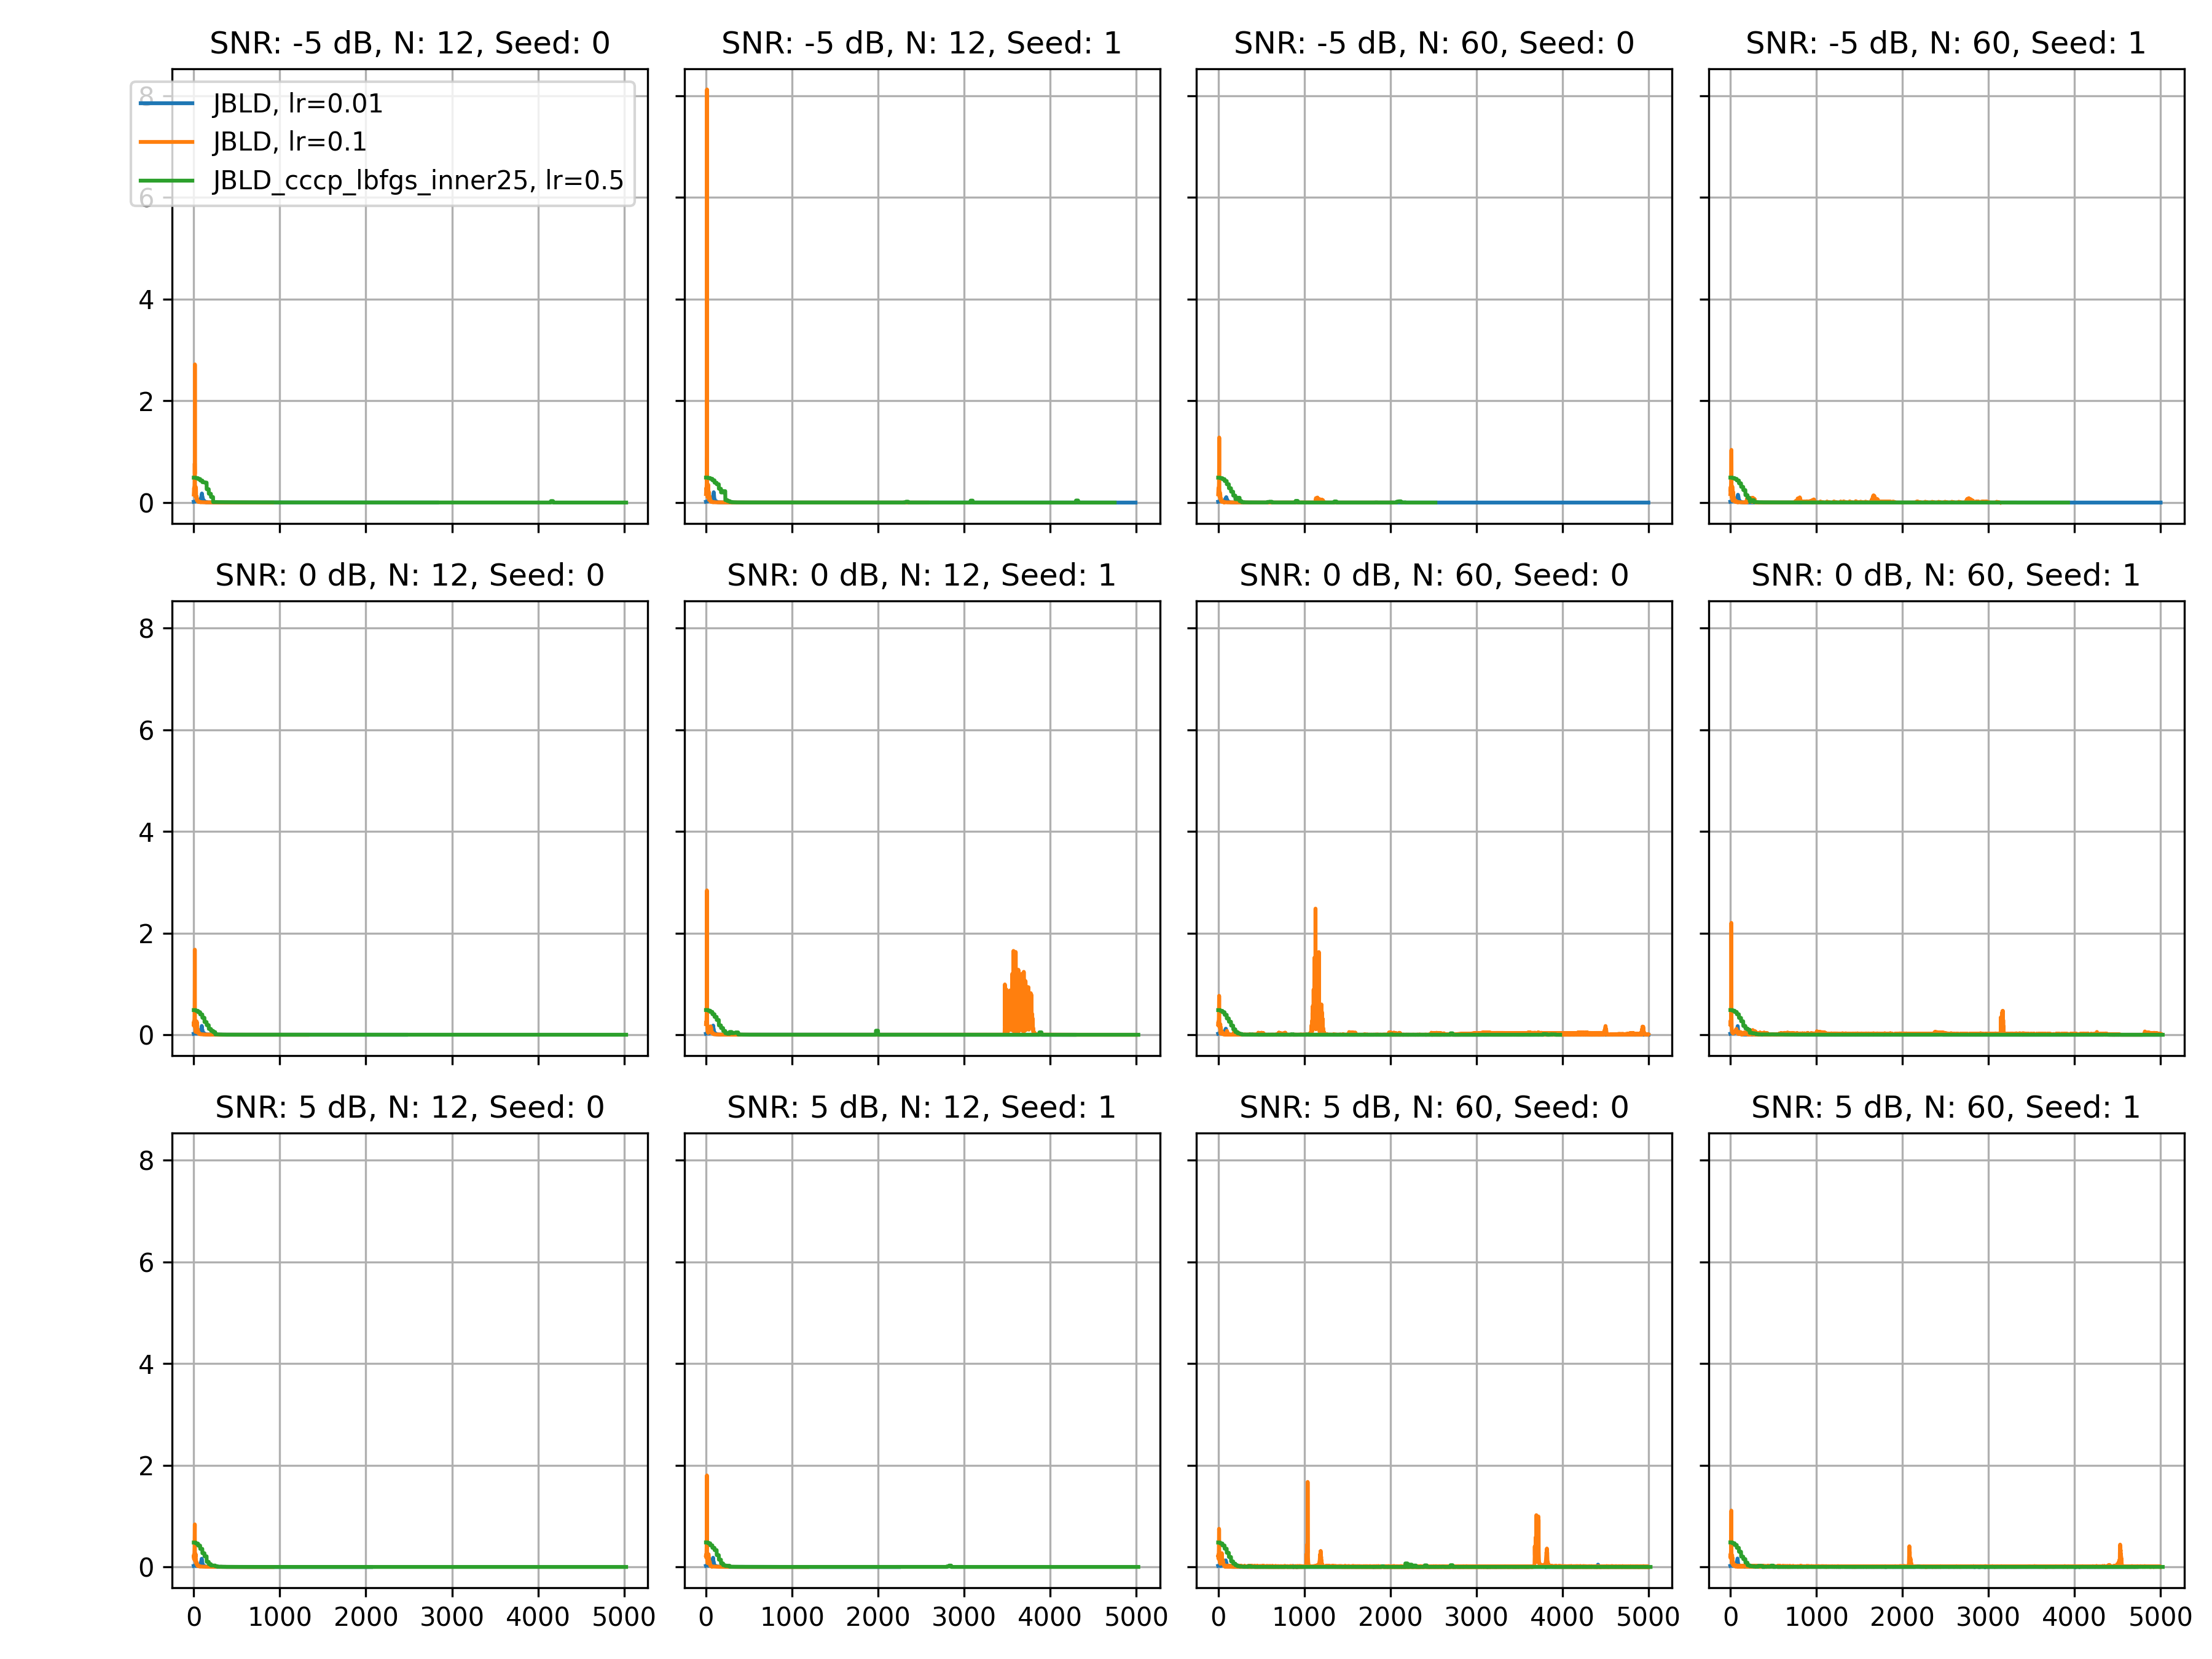 SNR: -5 dB, N: 12, Seed: 0
SNR: -5 dB, N: 12, Seed: 1
SNR: -5 dB, N: 60, Seed: 0
SNR: -5 dB, N: 60, Seed: 1
JBLD, lr=0.01
JBLD, lr=0.1
JBLD_cccp_lbfgs_inner25, lr=0.5
8
6
4
2
0
SNR: 0 dB, N: 12, Seed: 0
SNR: 0 dB, N: 12, Seed: 1
SNR: 0 dB, N: 60, Seed: 0
SNR: 0 dB, N: 60, Seed: 1
8
6
4
2
0
SNR: 5 dB, N: 12, Seed: 0
SNR: 5 dB, N: 12, Seed: 1
SNR: 5 dB, N: 60, Seed: 0
SNR: 5 dB, N: 60, Seed: 1
8
6
4
2
0
0 1000 2000 3000 4000 5000
0 1000 2000 3000 4000 5000
0 1000 2000 3000 4000 5000
0 1000 2000 3000 4000 5000